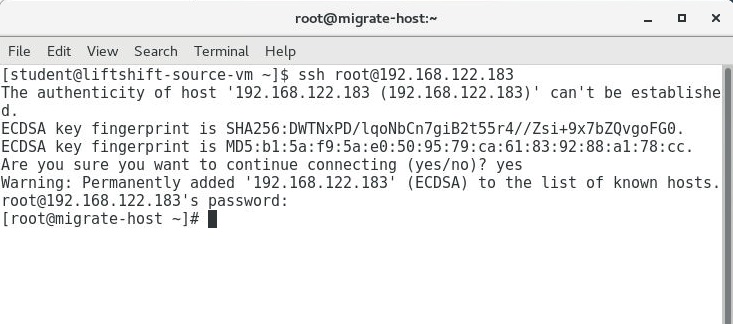 root@migrate-host:~
File Edit View Search Terminal Help
[student@liftshift-source-vm ~]$ ssh root@192.168.122.183
The authenticity of host '192.168.122.183 (192.168.122.183)' can't be establishe
d.
ECDSA key fingerprint is SHA256:DWTNxPD/lqoNbCn7giB2t55r4//Zsi+9x7bZQvgoFG0.
ECDSA key fingerprint is MD5:b1:5a:f9:5a:e0:50:95:79:ca:61:83:92:88:a1:78:cc.
Are you sure you want to continue connecting (yes/no)? yes
Warning: Permanently added '192.168.122.183' (ECDSA) to the list of known hosts.
root@192.168.122.183's password:
[root@migrate-host ~]#